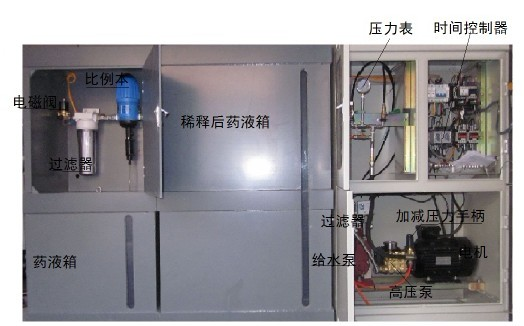 压力表
时间控制器
比例本
电磁阀
稀释后药液箱
过滤器
过滤器
加减压力手柄
给水泵
电机
药液箱
高压泵